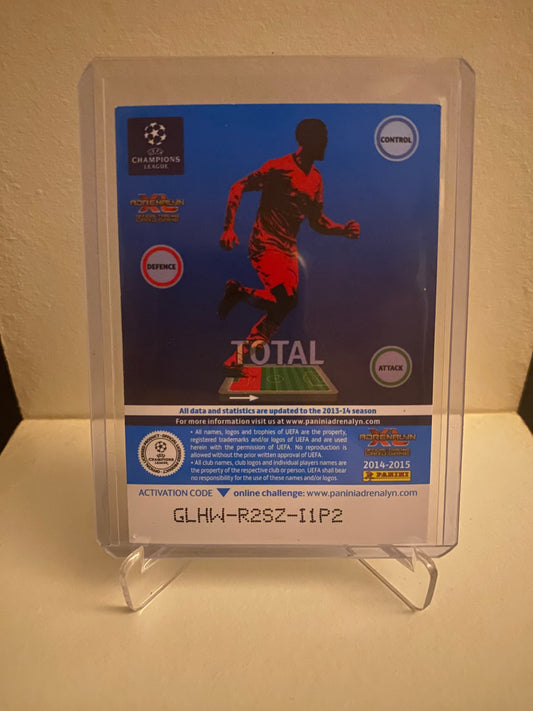 CONTROL
UEFA
CHAMPIONS
LEAGUE
ADRENALYN
XL
DEFENCE
TOTAL
ATTACK
All data and statistics are updated to the 2013-14 season
For more information visit us at www.paniniadrenalyn.com
• All names, logos and trophies of UEFA are the property,
registered trademarks and/or logos of UEFA and are used
herein with the permission of UEFA. No reproduction is
allowed without the prior written approval of UEFA.
• All club names, club logos and individual players names are
the property of the respective club or person. UEFA shall bear
no responsibility for the use of these names and/or logos.
CHAMPIONS
LEAGUE
ADRENALYN
XL
2014-2015
PANINI
ACTIVATION CODE online challenge: www.paniniadrenalyn.com
GLHW-R2SZ-I1P2